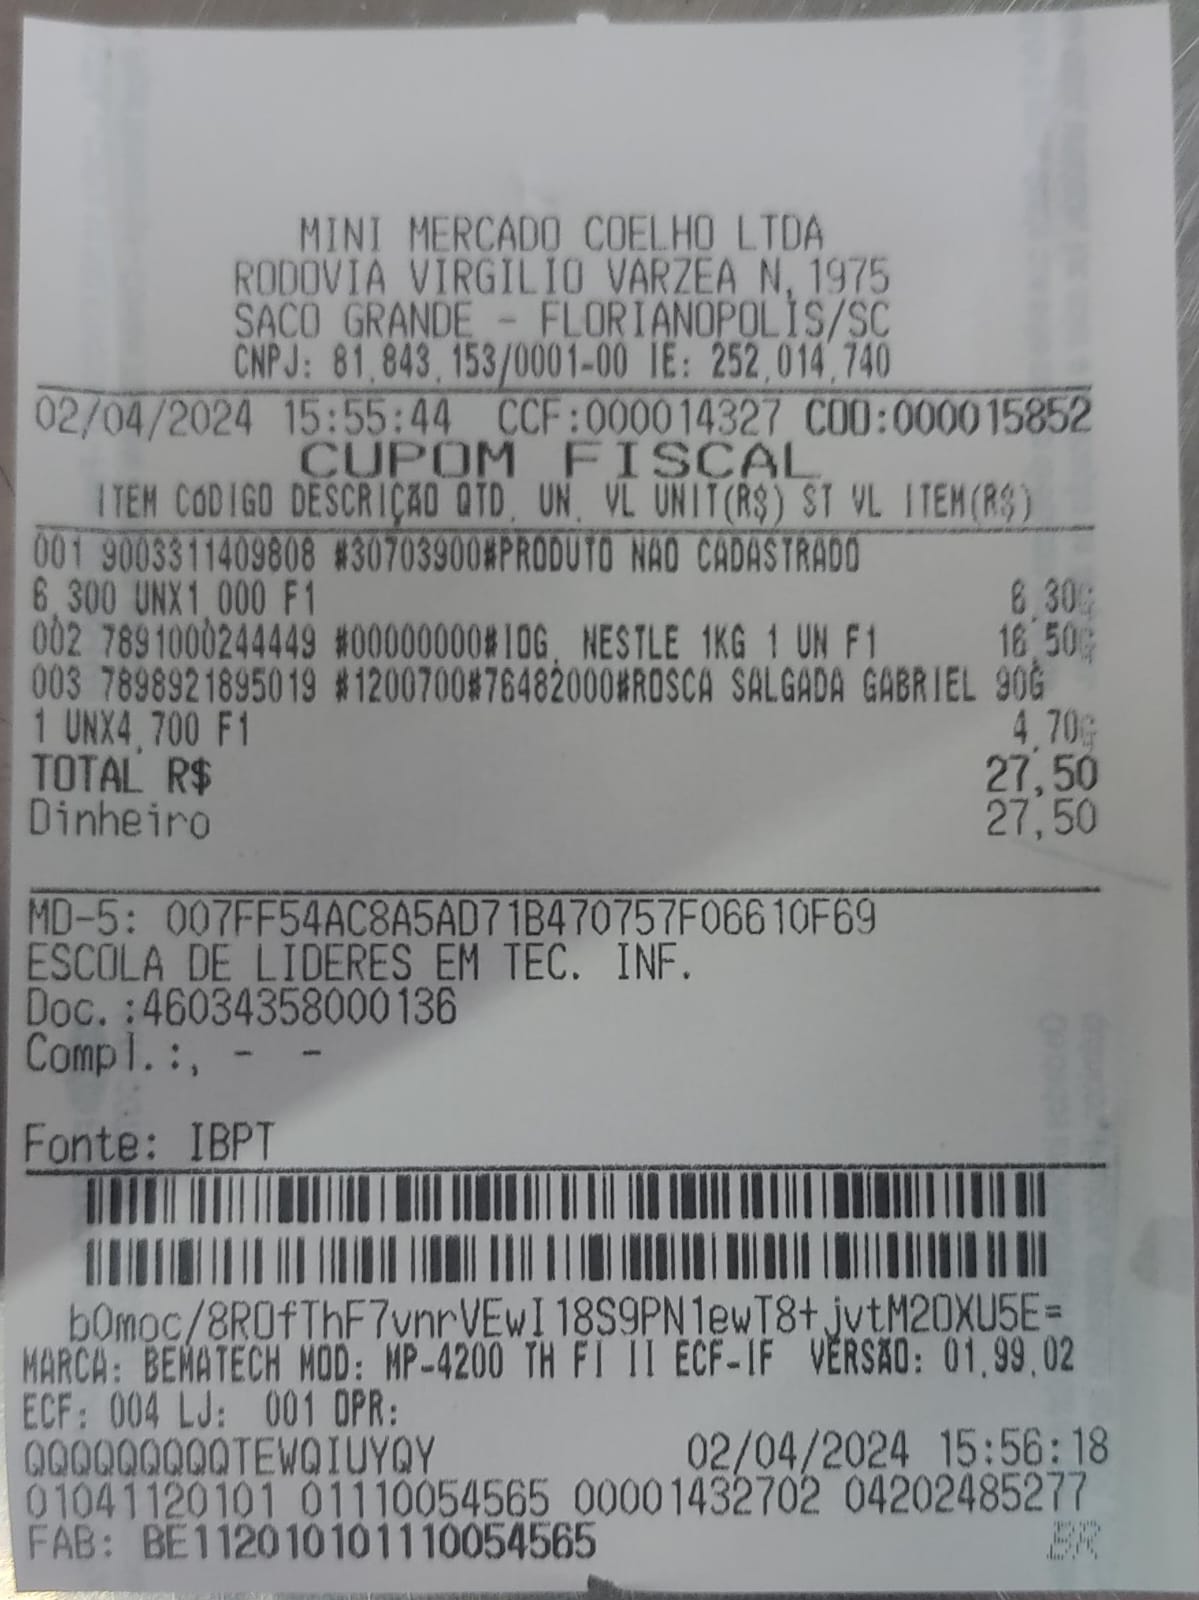 MINI MERCADO COELHO LTDA
RODOVIA VIRGILIO VARZEA N, 1975
SACO GRANDE - FLORIANOPOLIS/SC
CNPJ: 81.843.153/0001-00 IE: 252.014.740
02/04/2024 15:55:44 CCF:000014327 COO:000015852
CUPOM FISCAL
ITEM CÓDIGO DESCRIÇÃO QTD. UN. VL UNIT(R$) ST VL ITEM(R$)
001 9003311409808 #30703900#PRODUTO NAO CADASTRADO
6,300 UNX1,000 F1 6,30G
002 7891000244449 #00000000#IOG. NESTLE 1KG 1 UN F1 16,50G
003 7898921895019 #1200700#76482000#ROSCA SALGADA GABRIEL 90G
1 UNX4,700 F1 4,70G
TOTAL R$ 27,50
Dinheiro 27,50
MD-5: 007FF54AC8A5AD71B470757F06610F69
ESCOLA DE LIDERES EM TEC. INF.
Doc.:46034358000136
Compl.:, - -
Fonte: IBPT
b0moc/8ROfThF7vnrVEwI18S9PN1ewT8+jvtM2OXU5E=
MARCA: BEMATECH MOD: MP-4200 TH FI II ECF-IF VERSÃO: 01.99.02
ECF: 004 LJ: 001 OPR:
QQQQQQQQQTEWQIUYQY 02/04/2024 15:56:18
01041120101 01110054565 00001432702 04202485277
FAB: BE112010101110054565 BR